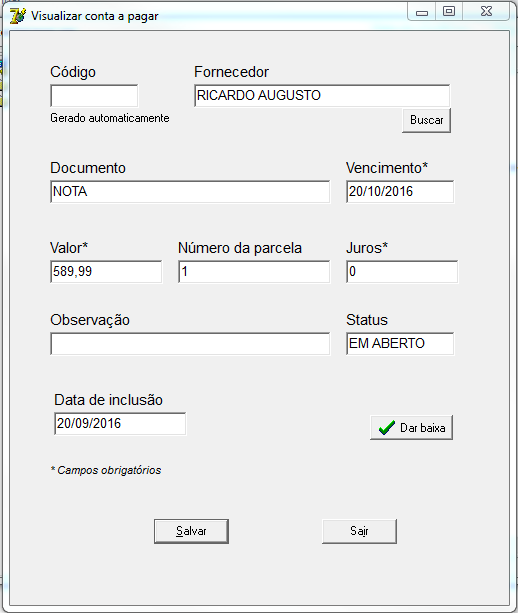 Visualizar conta a pagar
Código
Fornecedor
RICARDO AUGUSTO
Gerado automaticamente
Buscar
Documento
Vencimento*
NOTA
20/10/2016
Valor*
Número da parcela
Juros*
589,99
1
0
Observação
Status
EM ABERTO
Data de inclusão
20/09/2016
Dar baixa
* Campos obrigatórios
Salvar
Sair